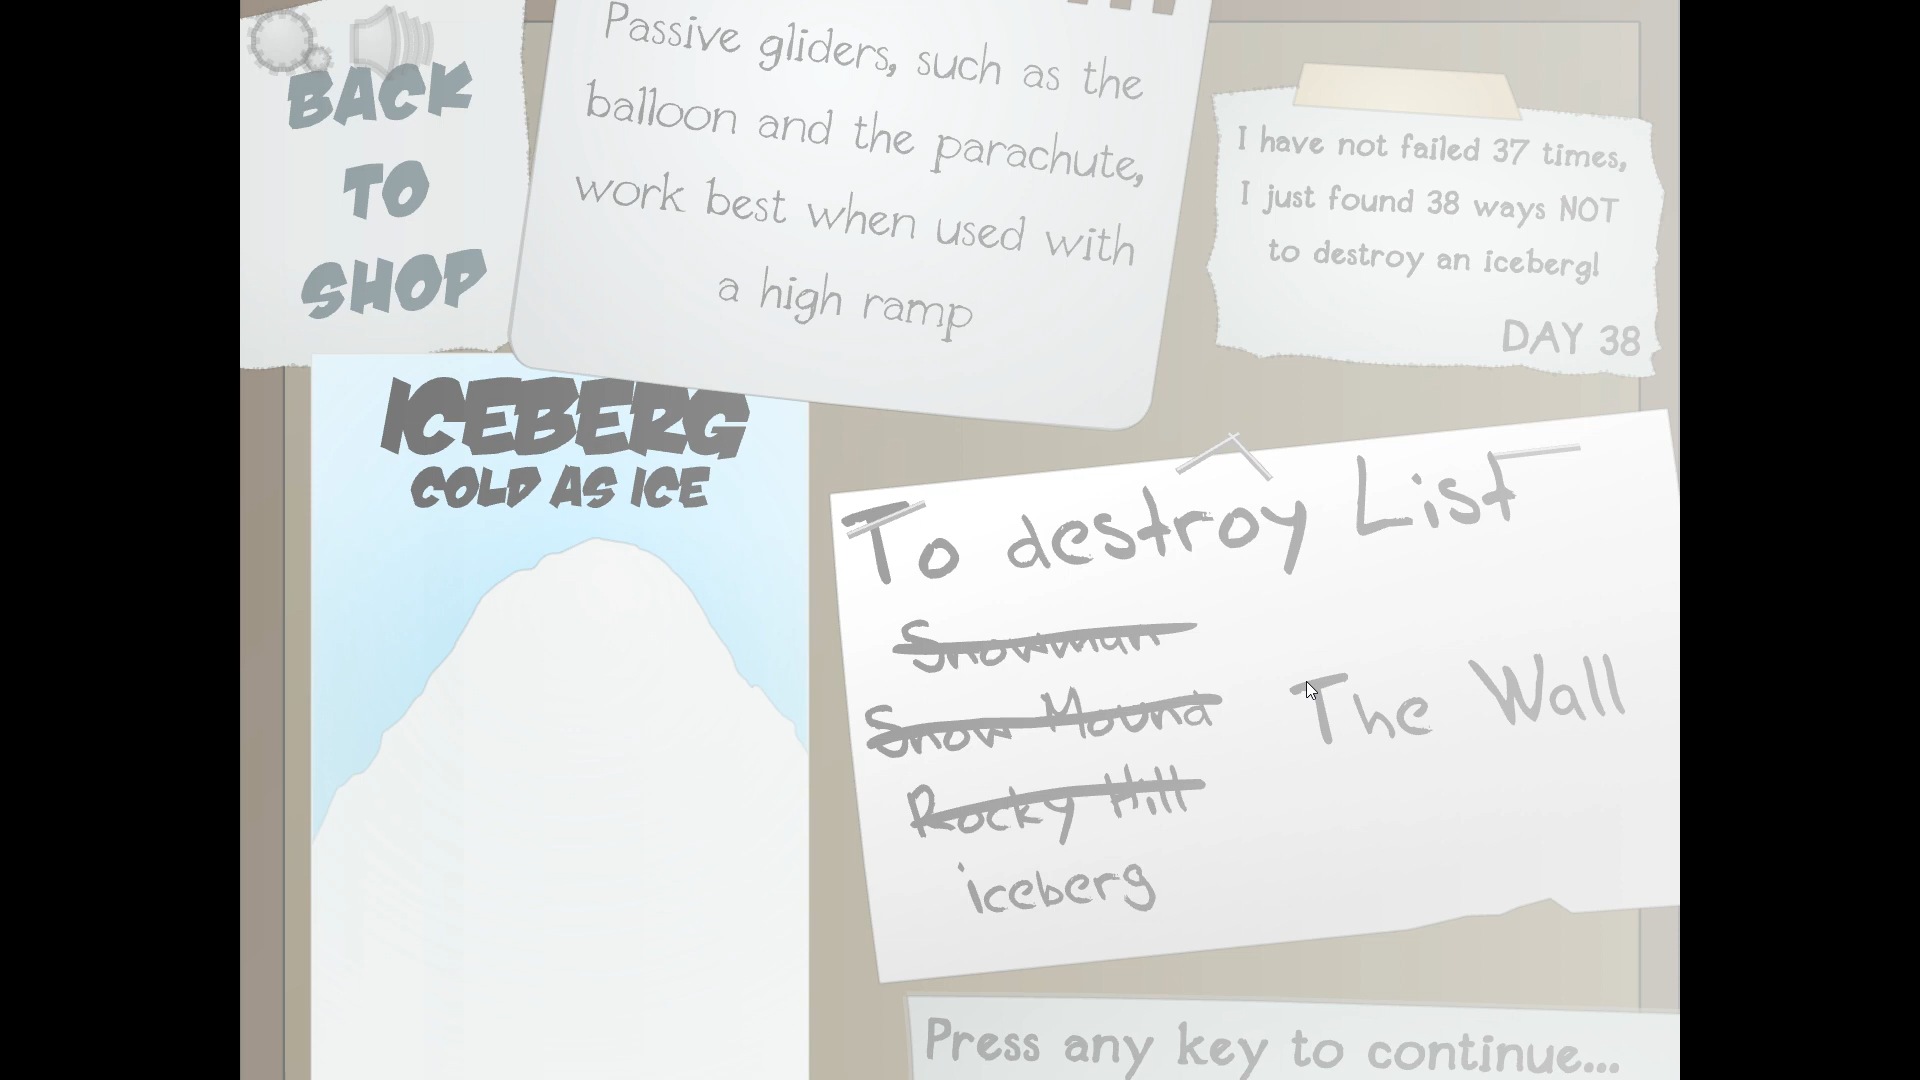 BACK
TO
SHOP
Passive gliders, such as the
balloon and the parachute,
work best when used with
a high ramp
I have not failed 37 times,
I just found 38 ways NOT
to destroy an iceberg!
DAY 38
ICEBERG
COLD AS ICE
To destroy List
Snowman
Snow Mound
Rocky Hill
iceberg
The Wall
Press any key to continue...